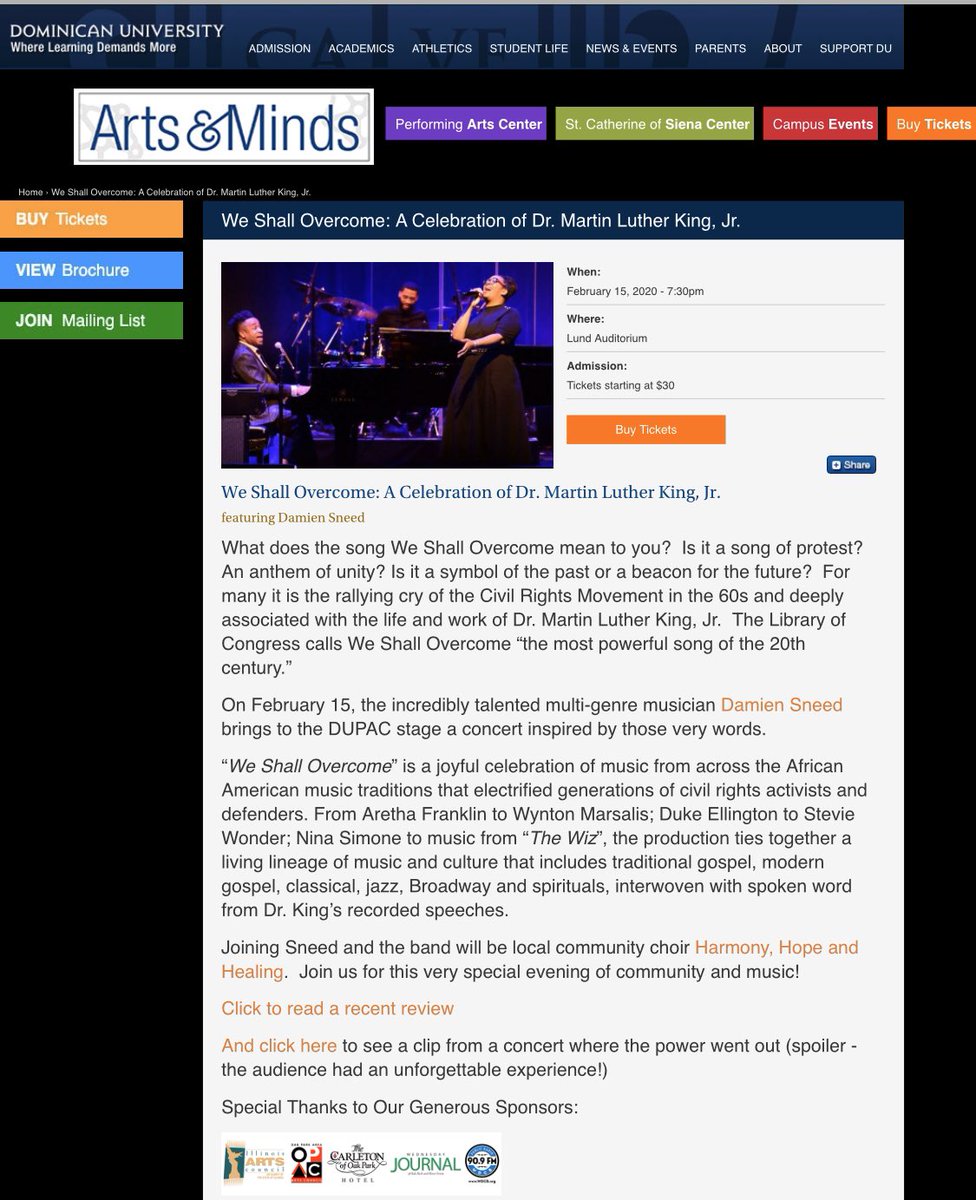 DOMINICAN UNIVERSITY
Where Learning Demands More
ADMISSION ACADEMICS ATHLETICS STUDENT LIFE NEWS & EVENTS PARENTS ABOUT SUPPORT DU
Arts&Minds
Performing Arts Center
St. Catherine of Siena Center
Campus Events
Buy Tickets
Home › We Shall Overcome: A Celebration of Dr. Martin Luther King, Jr.
BUY Tickets
VIEW Brochure
JOIN Mailing List
We Shall Overcome: A Celebration of Dr. Martin Luther King, Jr.
When:
February 15, 2020 - 7:30pm
Where:
Lund Auditorium
Admission:
Tickets starting at $30
Buy Tickets
Share
We Shall Overcome: A Celebration of Dr. Martin Luther King, Jr.
featuring Damien Sneed
What does the song We Shall Overcome mean to you?  Is it a song of protest?
An anthem of unity? Is it a symbol of the past or a beacon for the future?  For
many it is the rallying cry of the Civil Rights Movement in the 60s and deeply
associated with the life and work of Dr. Martin Luther King, Jr.  The Library of
Congress calls We Shall Overcome “the most powerful song of the 20th
century.”
On February 15, the incredibly talented multi-genre musician Damien Sneed
brings to the DUPAC stage a concert inspired by those very words.
“We Shall Overcome” is a joyful celebration of music from across the African
American music traditions that electrified generations of civil rights activists and
defenders. From Aretha Franklin to Wynton Marsalis; Duke Ellington to Stevie
Wonder; Nina Simone to music from “The Wiz”, the production ties together a
living lineage of music and culture that includes traditional gospel, modern
gospel, classical, jazz, Broadway and spirituals, interwoven with spoken word
from Dr. King’s recorded speeches.
Joining Sneed and the band will be local community choir Harmony, Hope and
Healing.  Join us for this very special evening of community and music!
Click to read a recent review
And click here to see a clip from a concert where the power went out (spoiler -
the audience had an unforgettable experience!)
Special Thanks to Our Generous Sponsors:
Illinois
ARTS
Council
OAK PARK AREA
OP
AC
ARTS COUNCIL
The
CARLETON
of Oak Park
HOTEL
WEDNESDAY
JOURNAL
90.9 FM
www.WDCB.org